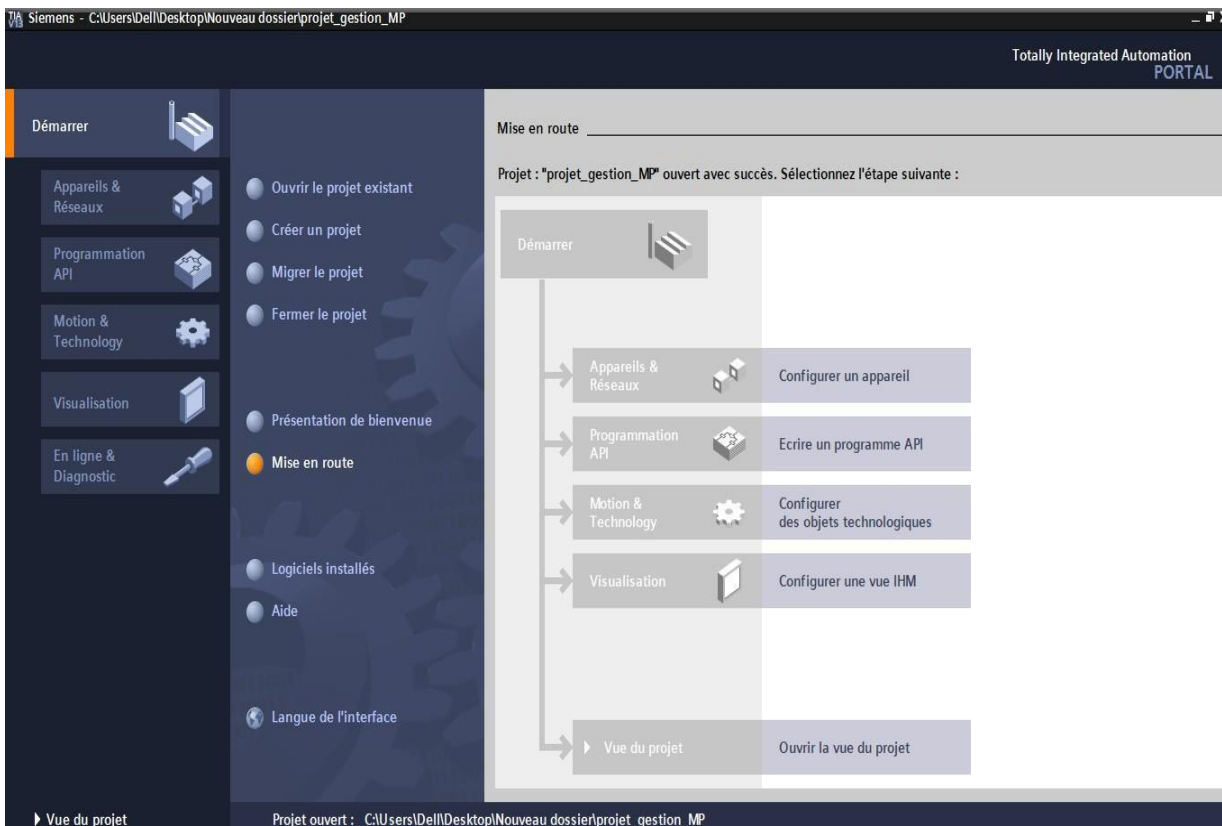 TIA V13 Siemens - C:\Users\Dell\Desktop\Nouveau dossier\projet_gestion_MP
Totally Integrated Automation
PORTAL
Démarrer
Appareils &
Réseaux
Programmation
API
Motion &
Technology
Visualisation
En ligne &
Diagnostic
Ouvrir le projet existant
Créer un projet
Migrer le projet
Fermer le projet
Présentation de bienvenue
Mise en route
Logiciels installés
Aide
Langue de l'interface
Mise en route
Projet : "projet_gestion_MP" ouvert avec succès. Sélectionnez l'étape suivante :
Démarrer
Appareils &
Réseaux
Configurer un appareil
Programmation
API
Ecrire un programme API
Motion &
Technology
Configurer
des objets technologiques
Visualisation
Configurer une vue IHM
Vue du projet
Ouvrir la vue du projet
Vue du projet
Projet ouvert : C:\Users\Dell\Desktop\Nouveau dossier\projet_gestion_MP